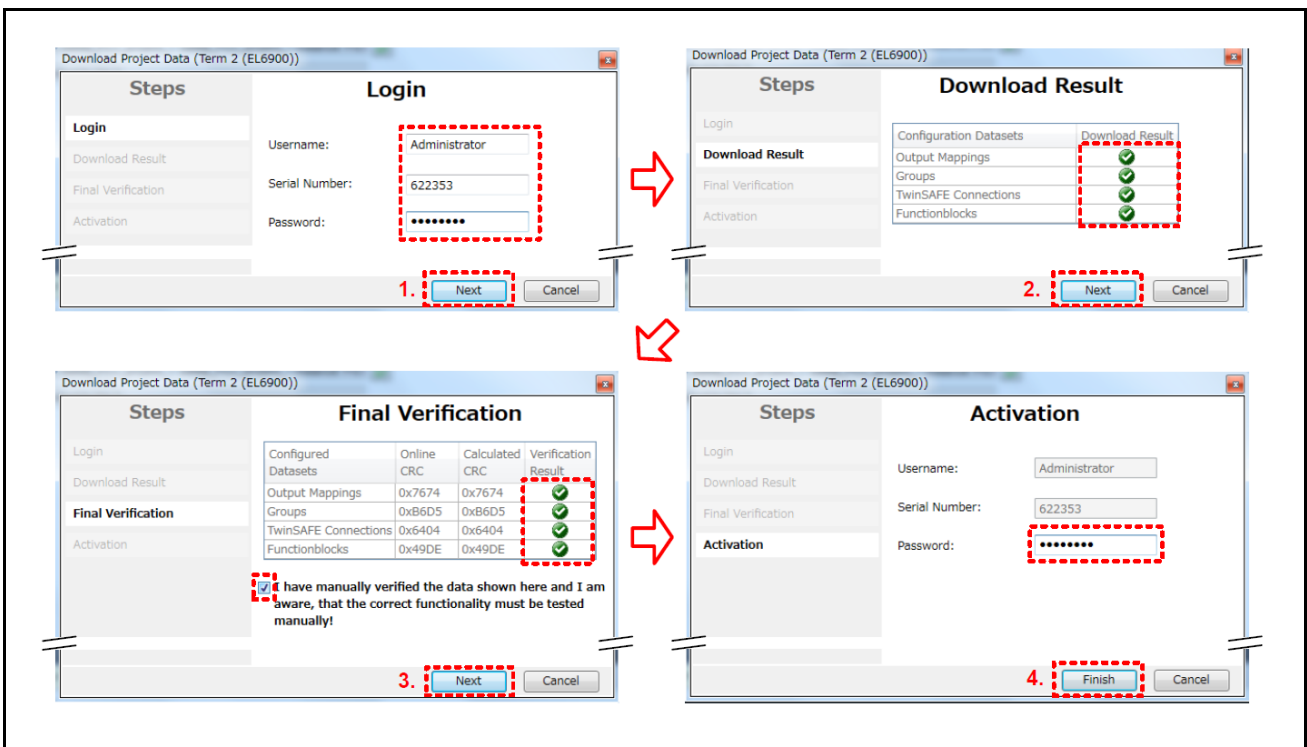 Download Project Data (Term 2 (EL6900))
Steps
Login
Login
Download Result
Final Verification
Activation
Username:
Administrator
Serial Number:
622353
Password:
••••••••
1.
Next
Cancel
Download Project Data (Term 2 (EL6900))
Steps
Download Result
Login
Download Result
Final Verification
Activation
Configuration Datasets Download Result
Output Mappings
Groups
TwinSAFE Connections
Functionblocks
2.
Next
Cancel
Download Project Data (Term 2 (EL6900))
Steps
Final Verification
Login
Download Result
Final Verification
Activation
Configured Online Calculated Verification
Datasets CRC CRC Result
Output Mappings 0x7674 0x7674
Groups 0xB6D5 0xB6D5
TwinSAFE Connections 0x6404 0x6404
Functionblocks 0x49DE 0x49DE
I have manually verified the data shown here and I am
aware, that the correct functionality must be tested
manually!
3.
Next
Cancel
Download Project Data (Term 2 (EL6900))
Steps
Activation
Login
Download Result
Final Verification
Activation
Username:
Administrator
Serial Number:
622353
Password:
••••••••
4.
Finish
Cancel